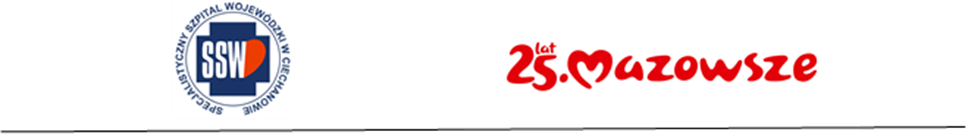 SPECJALISTYCZNY SZPITAL WOJEWÓDZKI W CIECHANOWIE
SSW
25 lat.Mazowsze